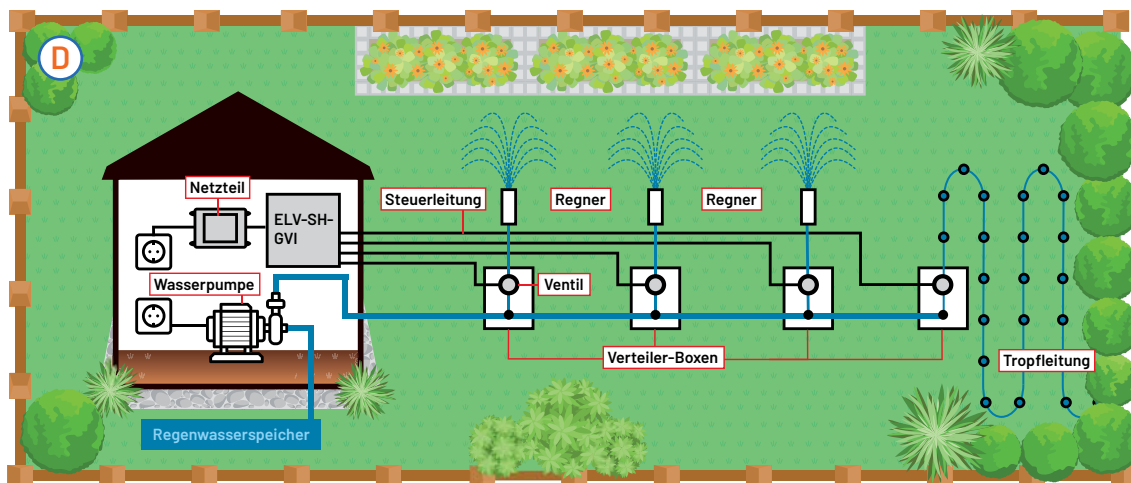 D
Netzteil
ELV-SH-
GVI
Steuerleitung
Regner
Regner
Wasserpumpe
Ventil
Verteiler-Boxen
Tropfleitung
Regenwasserspeicher